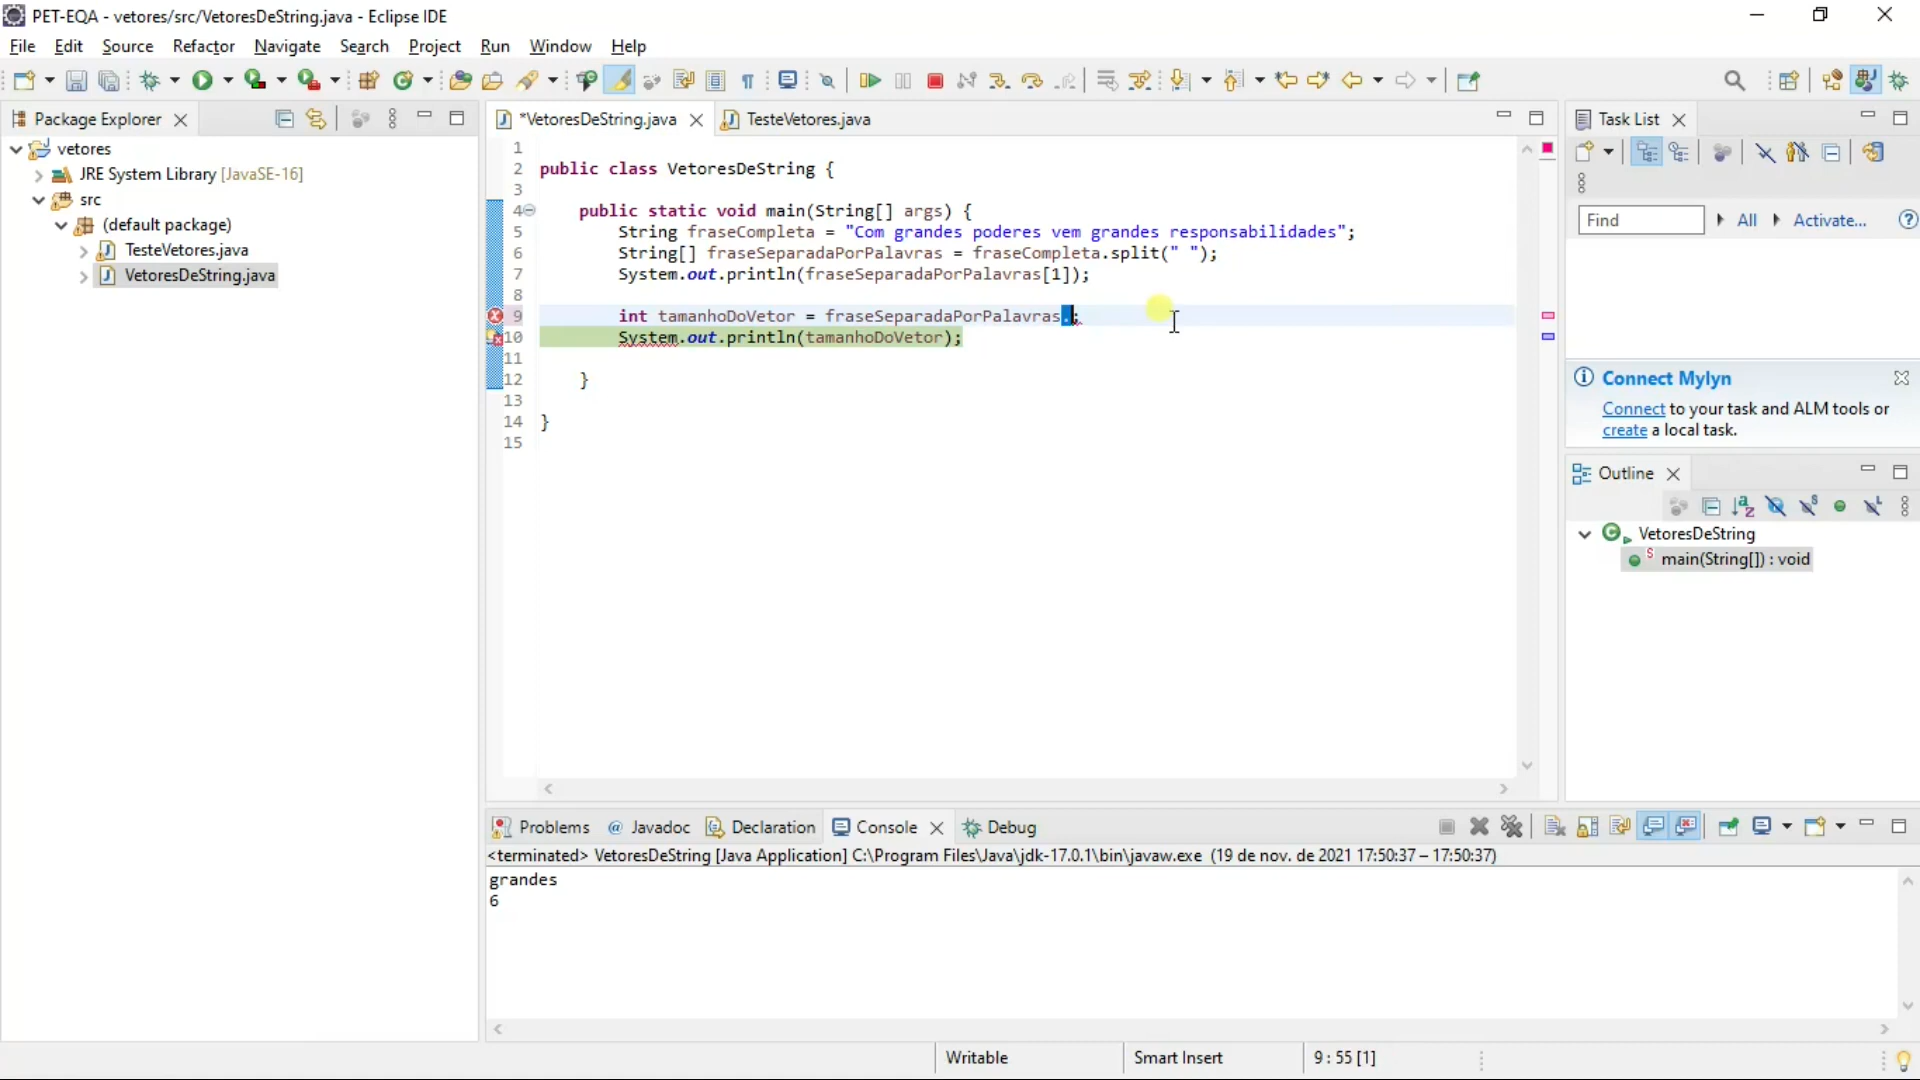 PET-EQA - vetores/src/VetoresDeString.java - Eclipse IDE
File Edit Source Refactor Navigate Search Project Run Window Help
Package Explorer
vetores
JRE System Library [JavaSE-16]
src
(default package)
TesteVetores.java
VetoresDeString.java
*VetoresDeString.java TesteVetores.java
1
2 public class VetoresDeString {
3
4 public static void main(String[] args) {
5 String fraseCompleta = "Com grandes poderes vem grandes responsabilidades";
6 String[] fraseSeparadaPorPalavras = fraseCompleta.split(" ");
7 System.out.println(fraseSeparadaPorPalavras[1]);
8
9 int tamanhoDoVetor = fraseSeparadaPorPalavras.;
10 System.out.println(tamanhoDoVetor);
11
12 }
13
14 }
15
Task List
Find All Activate...
Connect Mylyn
Connect to your task and ALM tools or
create a local task.
Outline
VetoresDeString
main(String[]) : void
Problems @ Javadoc Declaration Console Debug
<terminated> VetoresDeString [Java Application] C:\Program Files\Java\jdk-17.0.1\bin\javaw.exe (19 de nov. de 2021 17:50:37 – 17:50:37)
grandes
6
Writable Smart Insert 9 : 55 [1]